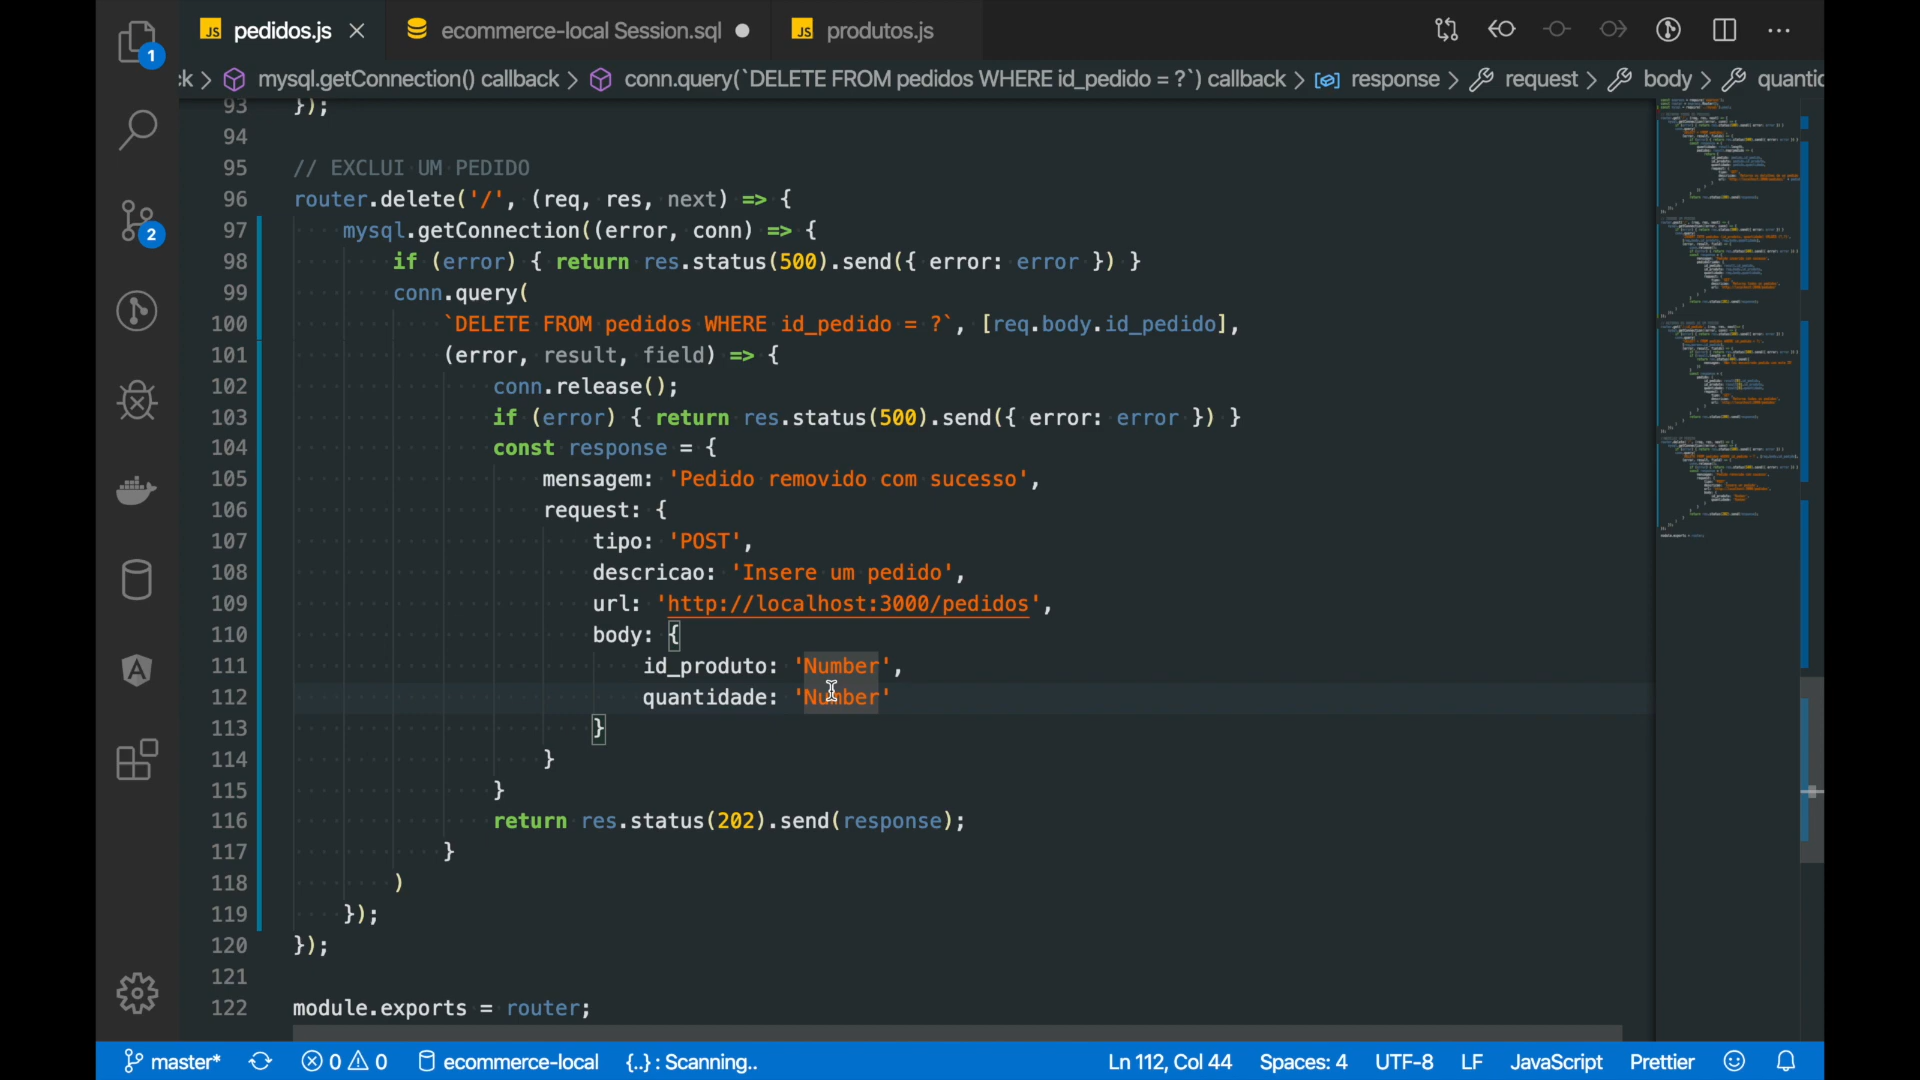 JS pedidos.js ecommerce-local Session.sql JS produtos.js
ck > mysql.getConnection() callback > conn.query(`DELETE FROM pedidos WHERE id_pedido = ?`) callback > response > request > body > quantic
1
2
93 });
94
95 // EXCLUI UM PEDIDO
96 router.delete('/', (req, res, next) => {
97 mysql.getConnection((error, conn) => {
98 if (error) { return res.status(500).send({ error: error }) }
99 conn.query(
100 `DELETE FROM pedidos WHERE id_pedido = ?`, [req.body.id_pedido],
101 (error, result, field) => {
102 conn.release();
103 if (error) { return res.status(500).send({ error: error }) }
104 const response = {
105 mensagem: 'Pedido removido com sucesso',
106 request: {
107 tipo: 'POST',
108 descricao: 'Insere um pedido',
109 url: 'http://localhost:3000/pedidos',
110 body: {
111 id_produto: 'Number',
112 quantidade: 'Number'
113 }
114 }
115 }
116 return res.status(202).send(response);
117 }
118 )
119 });
120 });
121
122 module.exports = router;
master* 0 0 ecommerce-local {..} : Scanning.. Ln 112, Col 44 Spaces: 4 UTF-8 LF JavaScript Prettier